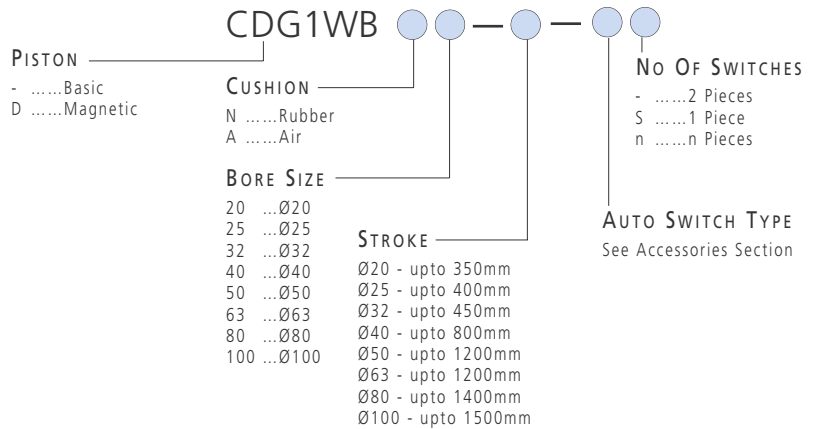 CDG1WB — —
PISTON
- ......Basic
D ......Magnetic
CUSHION
N ......Rubber
A ......Air
BORE SIZE
20 ...Ø20
25 ...Ø25
32 ...Ø32
40 ...Ø40
50 ...Ø50
63 ...Ø63
80 ...Ø80
100 ...Ø100
STROKE
Ø20 - upto 350mm
Ø25 - upto 400mm
Ø32 - upto 450mm
Ø40 - upto 800mm
Ø50 - upto 1200mm
Ø63 - upto 1200mm
Ø80 - upto 1400mm
Ø100 - upto 1500mm
AUTO SWITCH TYPE
See Accessories Section
NO OF SWITCHES
- ......2 Pieces
S ......1 Piece
n ......n Pieces